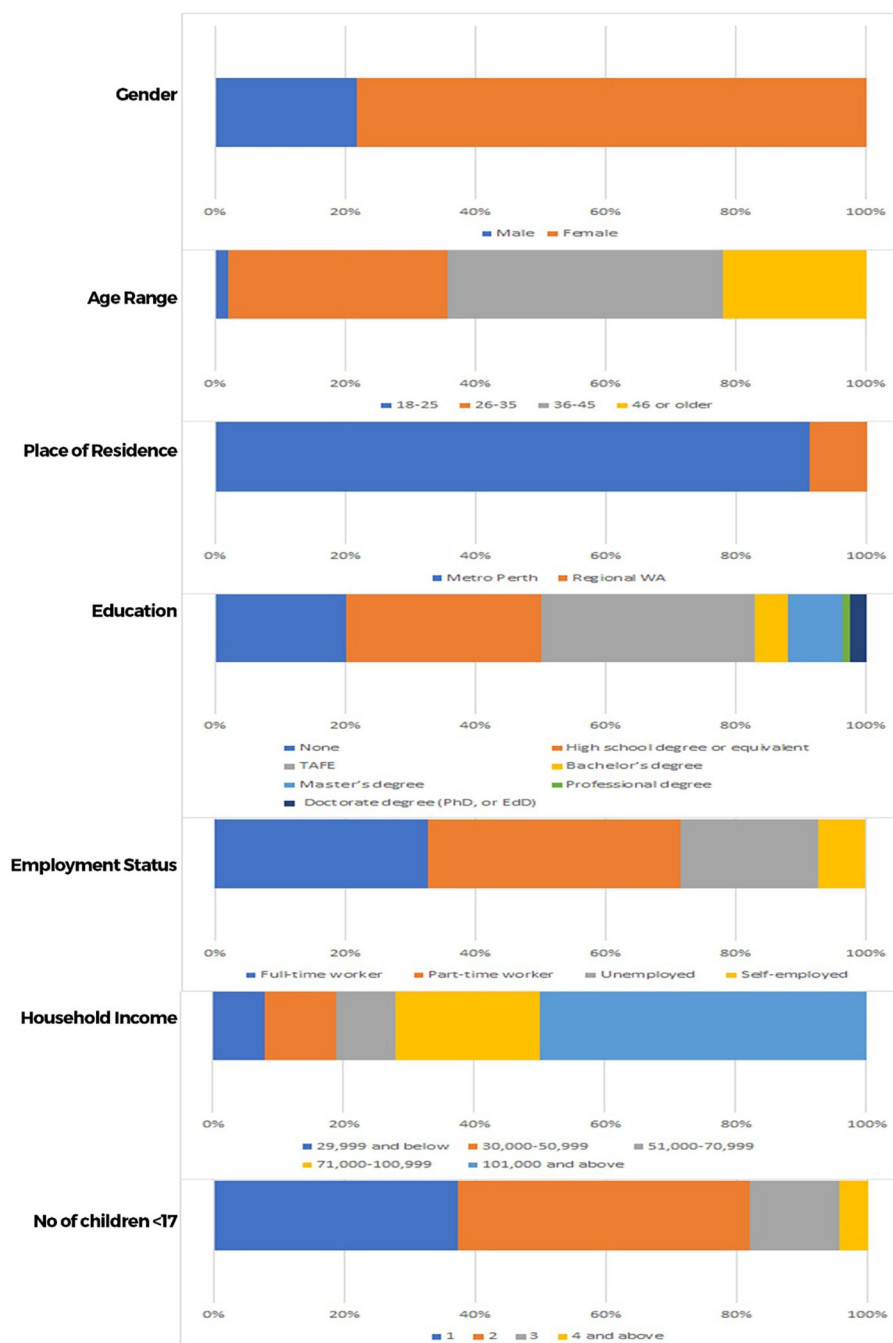 Gender
0% 20% 40% 60% 80% 100%
Male Female
Age Range
0% 20% 40% 60% 80% 100%
18-25 26-35 36-45 46 or older
Place of Residence
0% 20% 40% 60% 80% 100%
Metro Perth Regional WA
Education
0% 20% 40% 60% 80% 100%
None High school degree or equivalent
TAFE Bachelor's degree
Master's degree Professional degree
Doctorate degree (PhD, or EdD)
Employment Status
0% 20% 40% 60% 80% 100%
Full-time worker Part-time worker Unemployed Self-employed
Household Income
0% 20% 40% 60% 80% 100%
29,999 and below 30,000-50,999 51,000-70,999
71,000-100,999 101,000 and above
No of children <17
0% 20% 40% 60% 80% 100%
1 2 3 4 and above